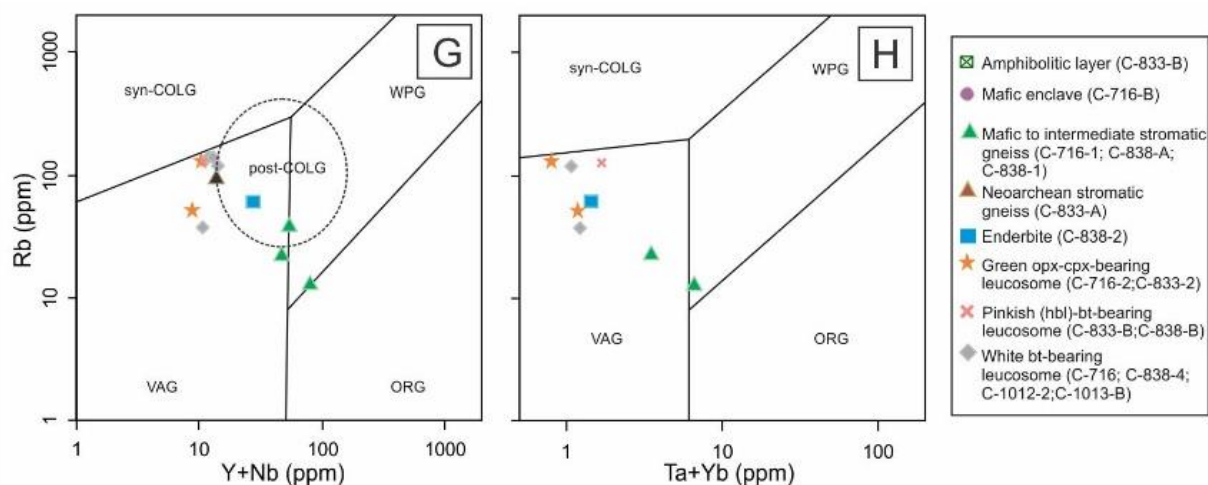 G
syn-COLG
WPG
post-COLG
VAG
ORG
Rb (ppm)
1000
100
10
1
1
10
100
1000
Y+Nb (ppm)
H
syn-COLG
WPG
VAG
ORG
1
10
100
Ta+Yb (ppm)
Amphibolitic layer (C-833-B)
Mafic enclave (C-716-B)
Mafic to intermediate stromatic
gneiss (C-716-1; C-838-A;
C-838-1)
Neoarchean stromatic
gneiss (C-833-A)
Enderbite (C-838-2)
Green opx-cpx-bearing
leucosome (C-716-2;C-833-2)
Pinkish (hbl)-bt-bearing
leucosome (C-833-B;C-838-B)
White bt-bearing
leucosome (C-716; C-838-4;
C-1012-2;C-1013-B)